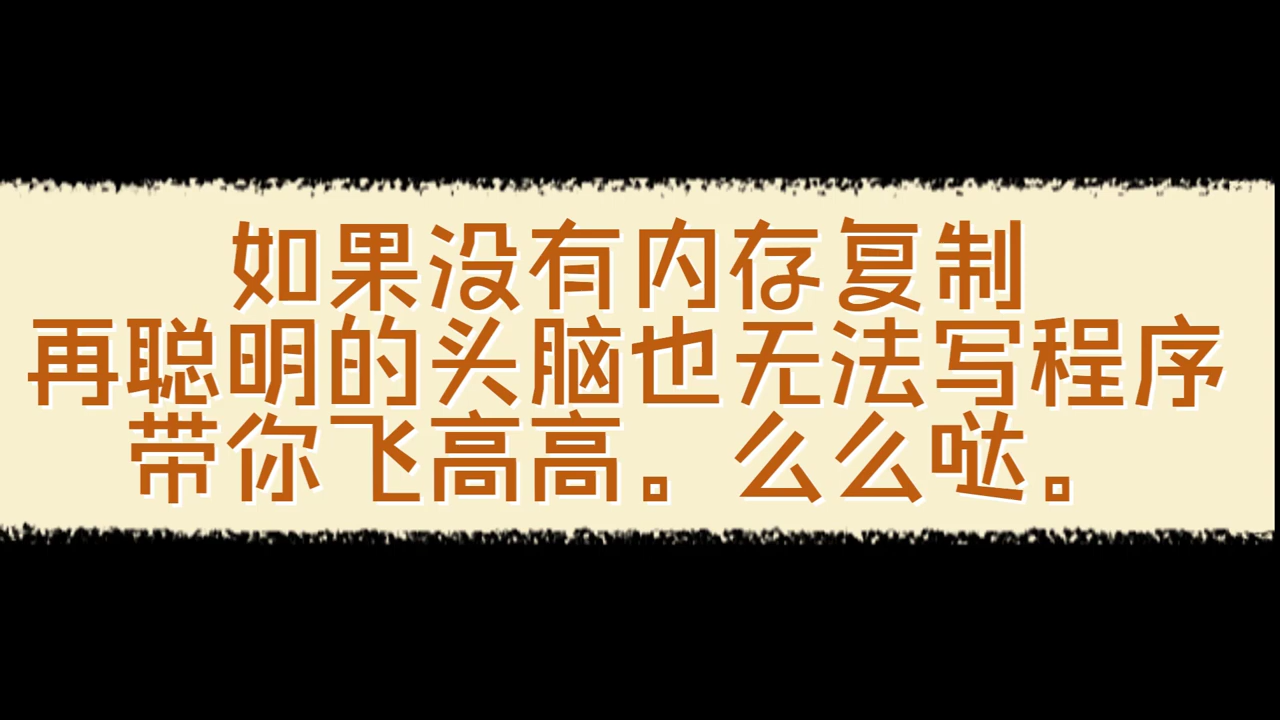 如果没有内存复制
再聪明的头脑也无法写程序
带你飞高高。么么哒。